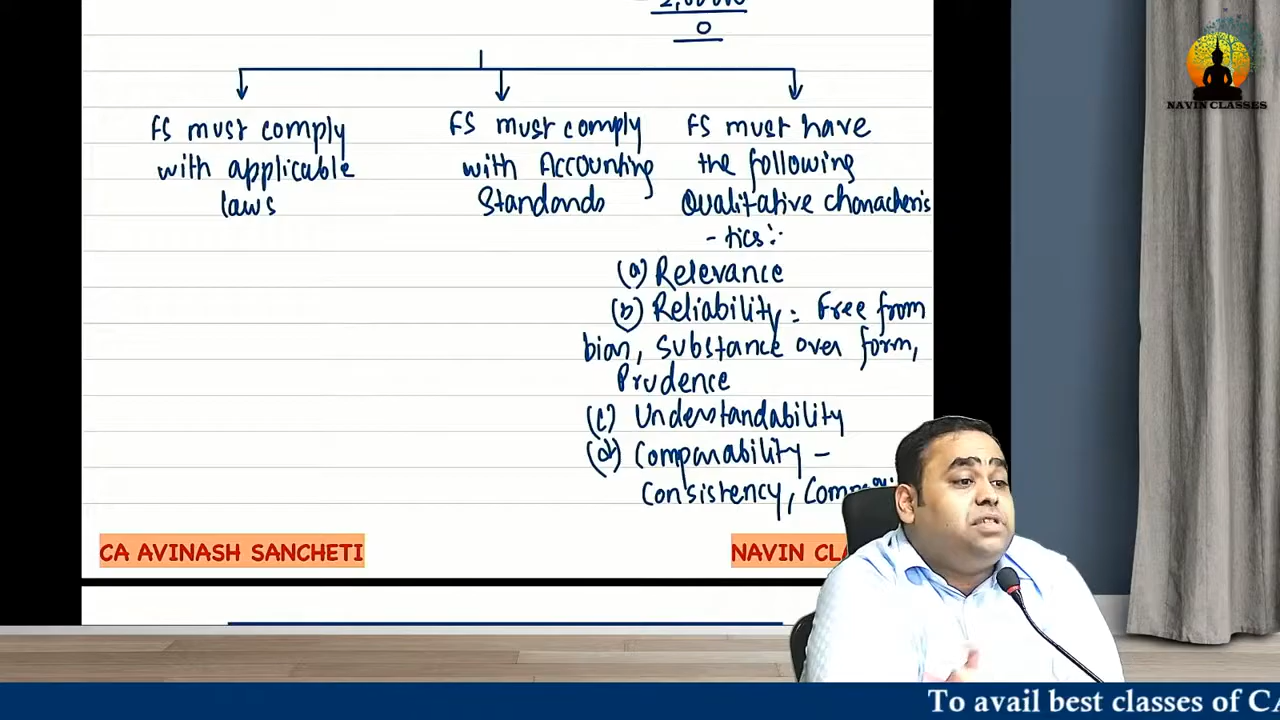 0
FS must comply
with applicable
laws
FS must comply
with Accounting
Standards
FS must have
the following
Qualitative characheris
- tics:
(a) Relevance
(b) Reliability : Free from
bias, Substance over form,
Prudence
(c) Understandability
(d) Comparability -
Consistency,
CA AVINASH SANCHETI
NAVIN
NAVIN CLASSES
To avail best classes of CA